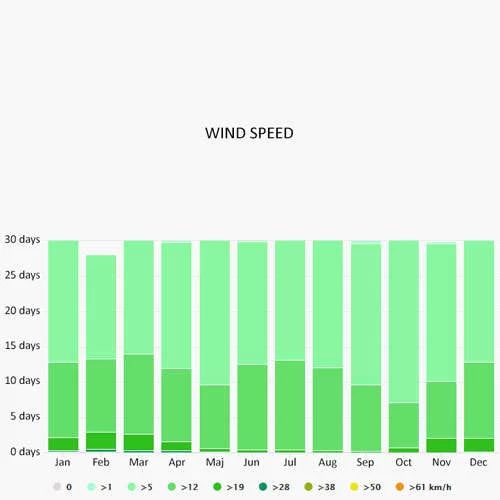 WIND SPEED
30 days
25 days
20 days
15 days
10 days
5 days
0 days
Jan Feb Mar Apr Maj Jun Jul Aug Sep Oct Nov Dec
0 >1 >5 >12 >19 >28 >38 >50 >61 km/h